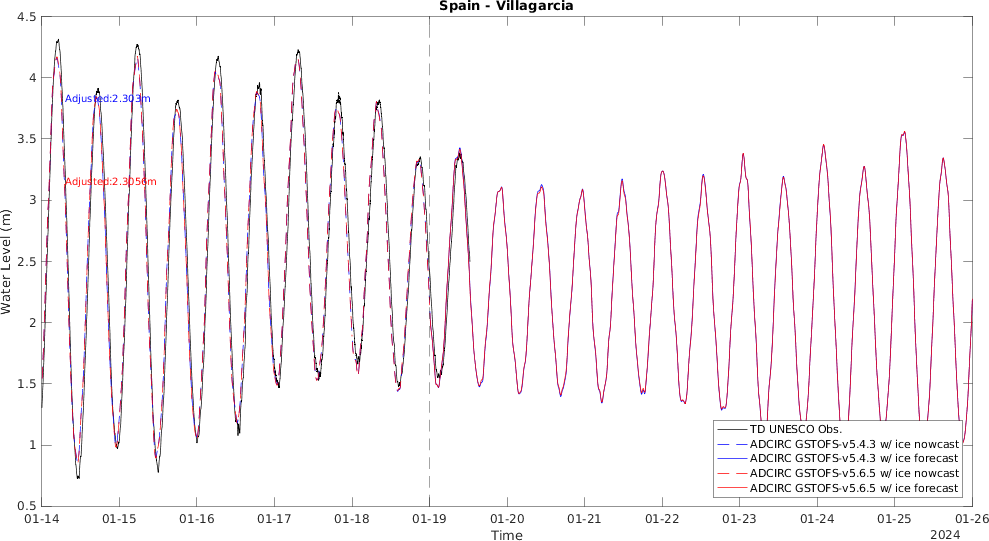 Spain - Villagarcia
4.5
4
3.5
3
2.5
2
1.5
1
0.5
Water Level (m)
Adjusted:2.303m
Adjusted:2.3056m
TD UNESCO Obs.
ADCIRC GSTOFS-v5.4.3 w/ ice nowcast
ADCIRC GSTOFS-v5.4.3 w/ ice forecast
ADCIRC GSTOFS-v5.6.5 w/ ice nowcast
ADCIRC GSTOFS-v5.6.5 w/ ice forecast
01-14 01-15 01-16 01-17 01-18 01-19 01-20 01-21 01-22 01-23 01-24 01-25 01-26
Time
2024